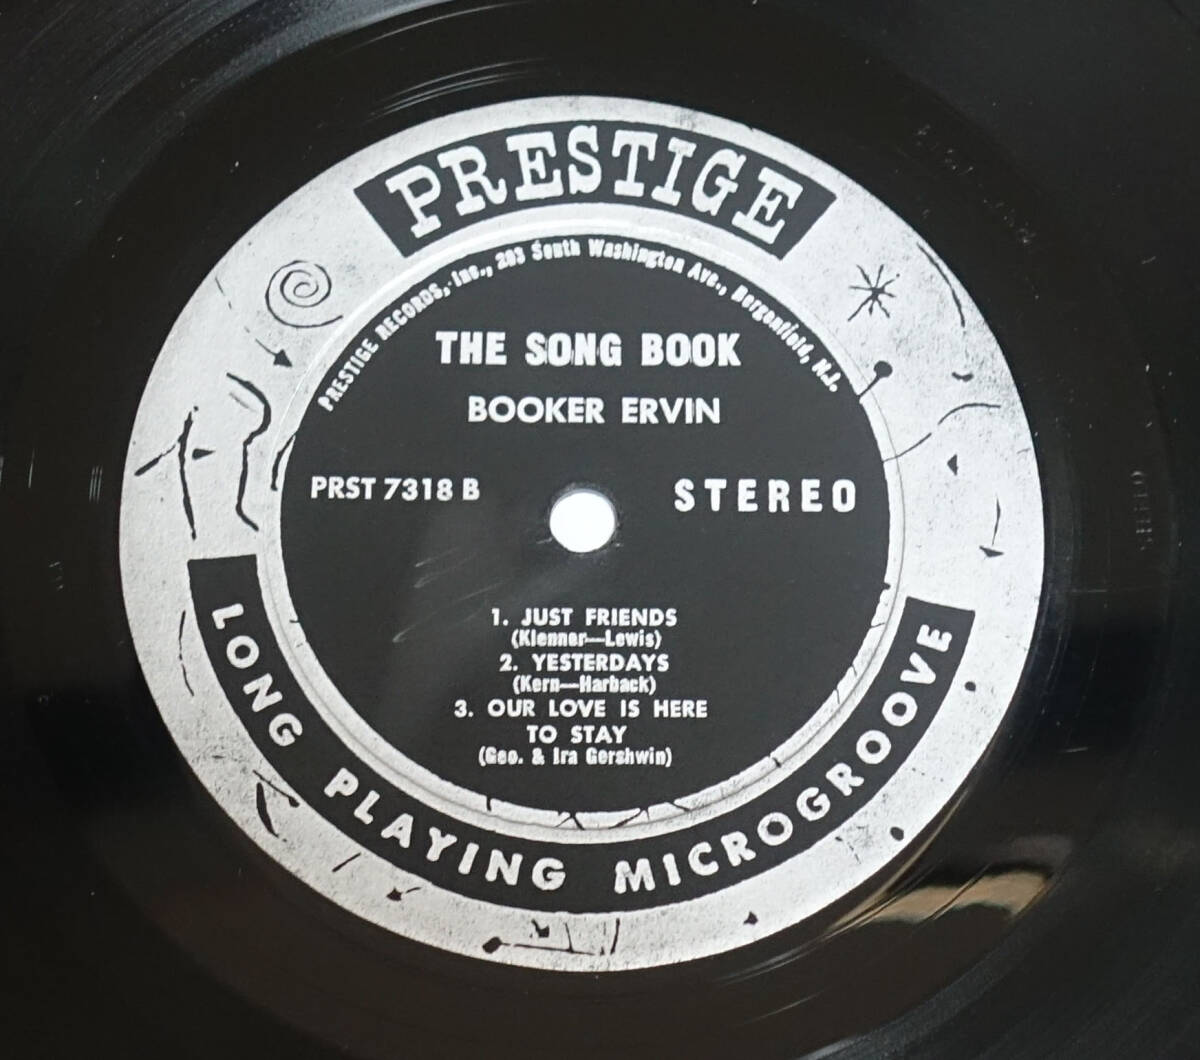 PRESTIGE
PRESTIGE RECORDS, Inc., 203 South Washington Ave., Bergenfield, N.J.
THE SONG BOOK
BOOKER ERVIN
PRST 7318 B
STEREO
1. JUST FRIENDS
(Klenner—Lewis)
2. YESTERDAYS
(Kern—Harback)
3. OUR LOVE IS HERE
TO STAY
(Geo. & Ira Gershwin)
LONG PLAYING MICROGROOVE